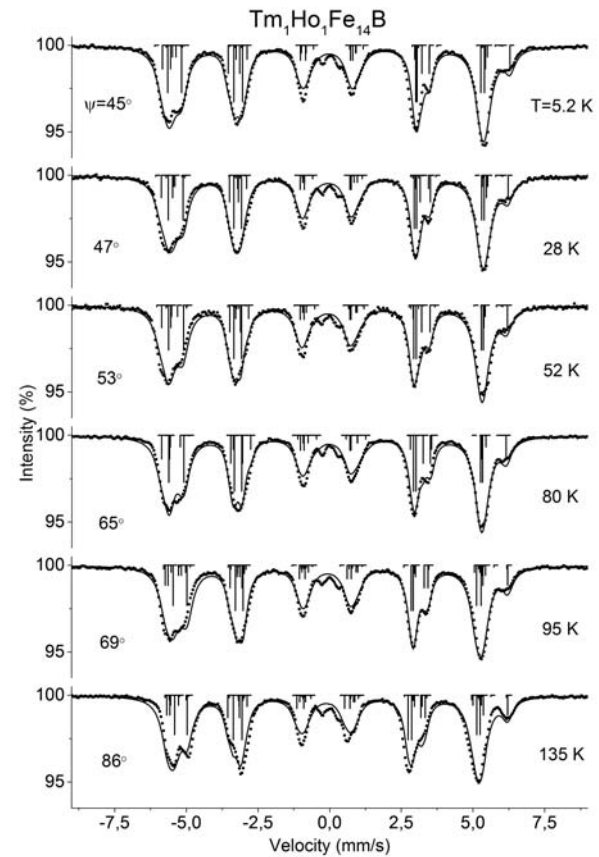 Tm₁Ho₁Fe₁₄B
100
95
ψ=45° T=5.2 K
100
95
47° 28 K
100
95
53° 52 K
100
95
65° 80 K
100
95
69° 95 K
100
95
86° 135 K
Intensity (%)
-7,5 -5,0 -2,5 0,0 2,5 5,0 7,5
Velocity (mm/s)